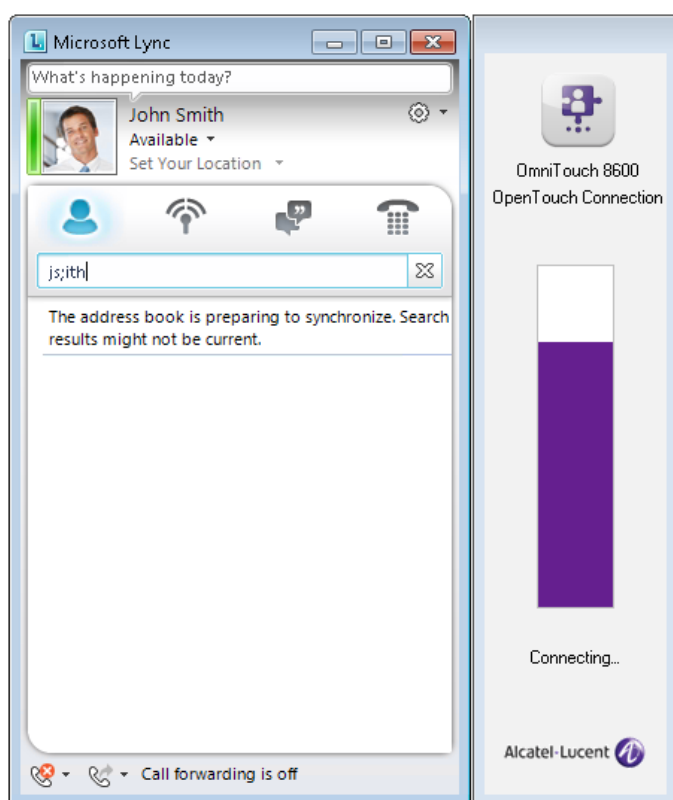 Microsoft Lync
What's happening today?
John Smith
Available
Set Your Location
js;ith
The address book is preparing to synchronize. Search
results might not be current.
Call forwarding is off
OmniTouch 8600
OpenTouch Connection
Connecting...
Alcatel·Lucent